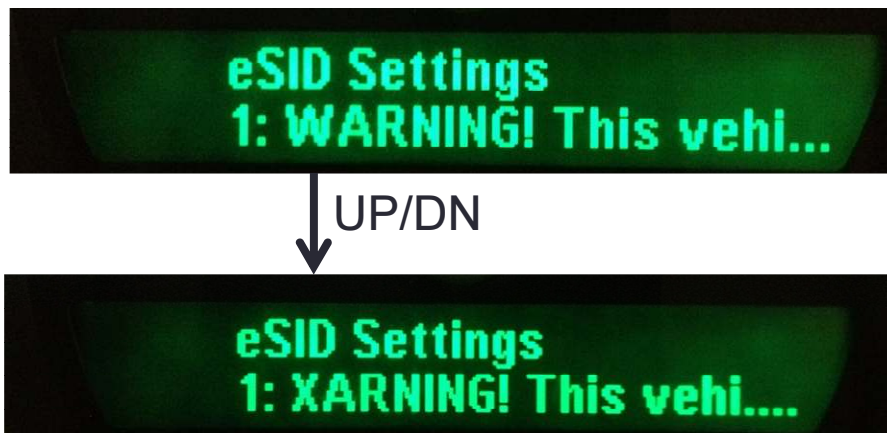 eSID Settings
1: WARNING! This vehi...
UP/DN
eSID Settings
1: XARNING! This vehi....